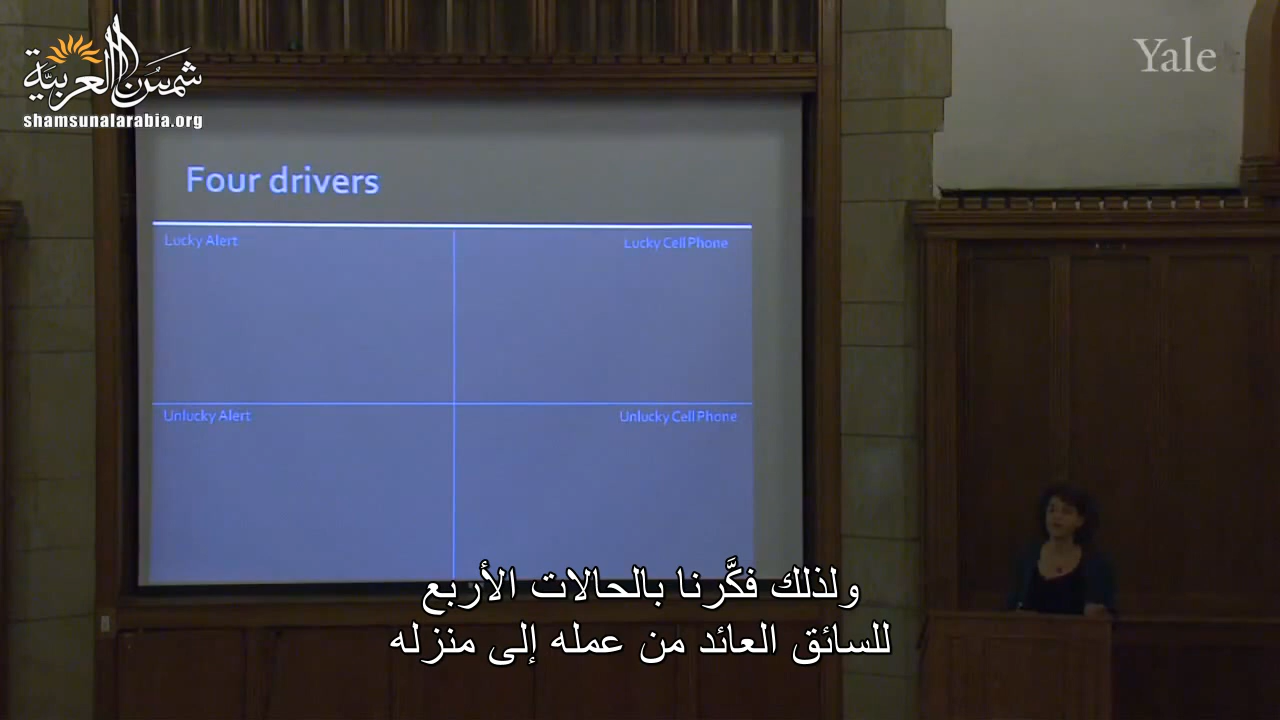 شمس العربية
shamsunalarabia.org
Yale
Four drivers
Lucky Alert
Lucky Cell Phone
Unlucky Alert
Unlucky Cell Phone
ولذلك فكَّرنا بالحالات الأربع
للسائق العائد من عمله إلى منزله